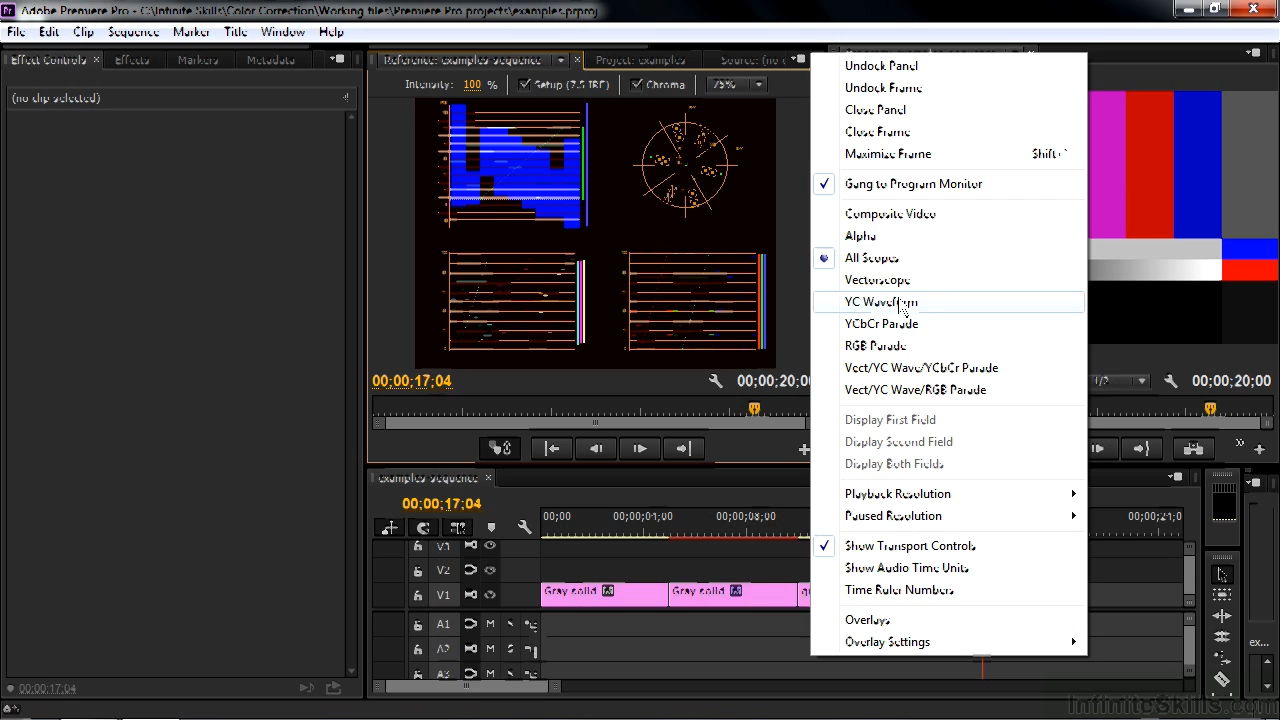 Adobe Premiere Pro - C:\Infinite Skills\Color Correction\Working files\Premiere Pro projects\examples.prproj
File Edit Clip Sequence Marker Title Window Help
Effect Controls × Effects Markers Metadata
Reference: examples sequence × Project: examples Source: (no
(no clip selected)
Intensity: 100 % Setup (7.5 IRE) Chroma 75%
Undock Panel
Undock Frame
Close Panel
Close Frame
Maximize Frame Shift+`
Gang to Program Monitor
Composite Video
Alpha
All Scopes
Vectorscope
YC Waveform
YCbCr Parade
RGB Parade
Vect/YC Wave/YCbCr Parade
Vect/YC Wave/RGB Parade
Display First Field
Display Second Field
Display Both Fields
Playback Resolution
Paused Resolution
Show Transport Controls
Show Audio Time Units
Time Ruler Numbers
Overlays
Overlay Settings
00;00;17;04 00;00;20;00
1/2 00;00;20;00
examples sequence ×
00;00;17;04
00;00 00;00;04;00 00;00;08;00 00;00;21;0
V3
V2
V1 Gray solid Gray solid
A1 M S
A2 M S
A3 M S
ex...
00;00;17;04
InfiniteSkills.com